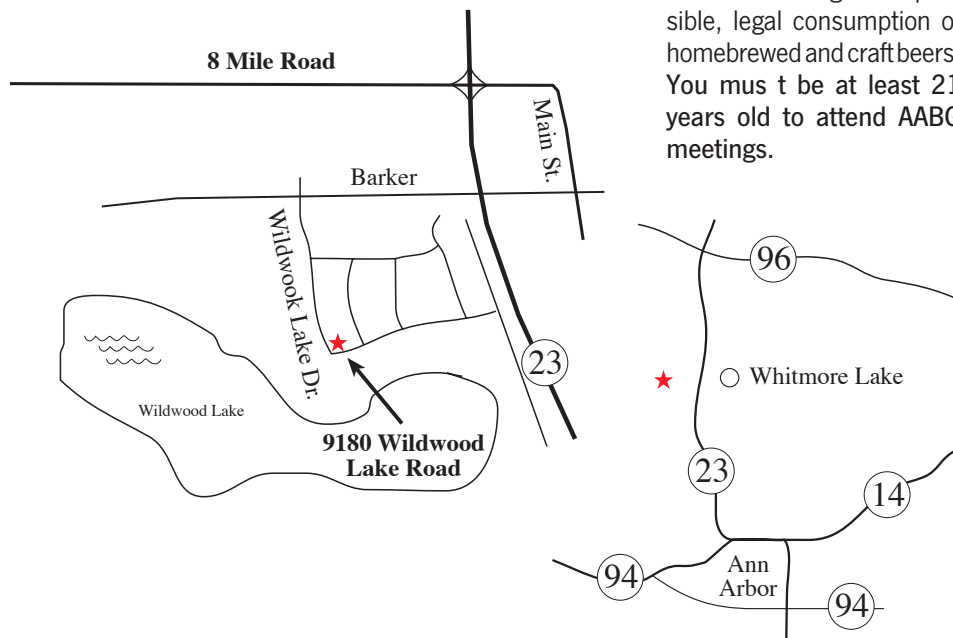 sible, legal consumption o
homebrewed and craft beers
You mus t be at least 21
years old to attend AABG
meetings.
8 Mile Road
Main St.
Barker
Wildwook Lake Dr.
Wildwood Lake
9180 Wildwood
Lake Road
23
96
Whitmore Lake
23
14
94
Ann
Arbor
94